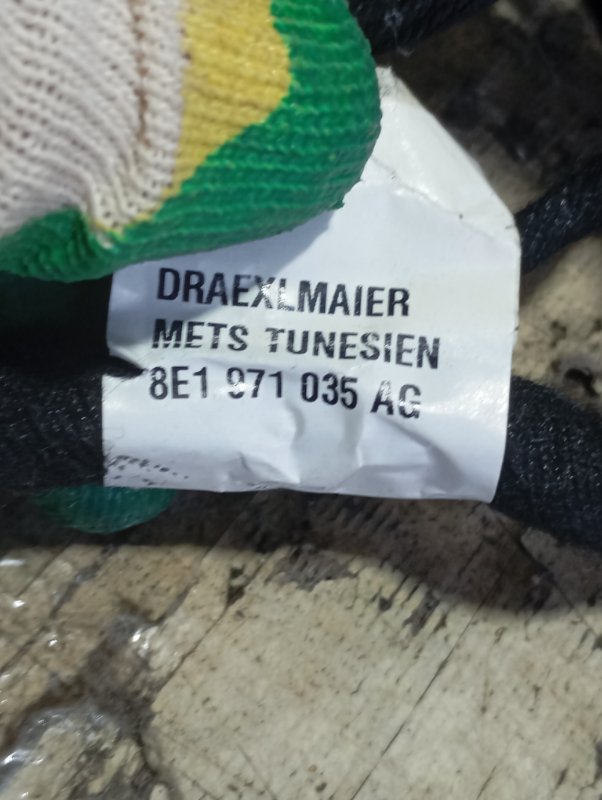 DRAEXLMAIER
METS TUNESIEN
8E1 971 035 AG